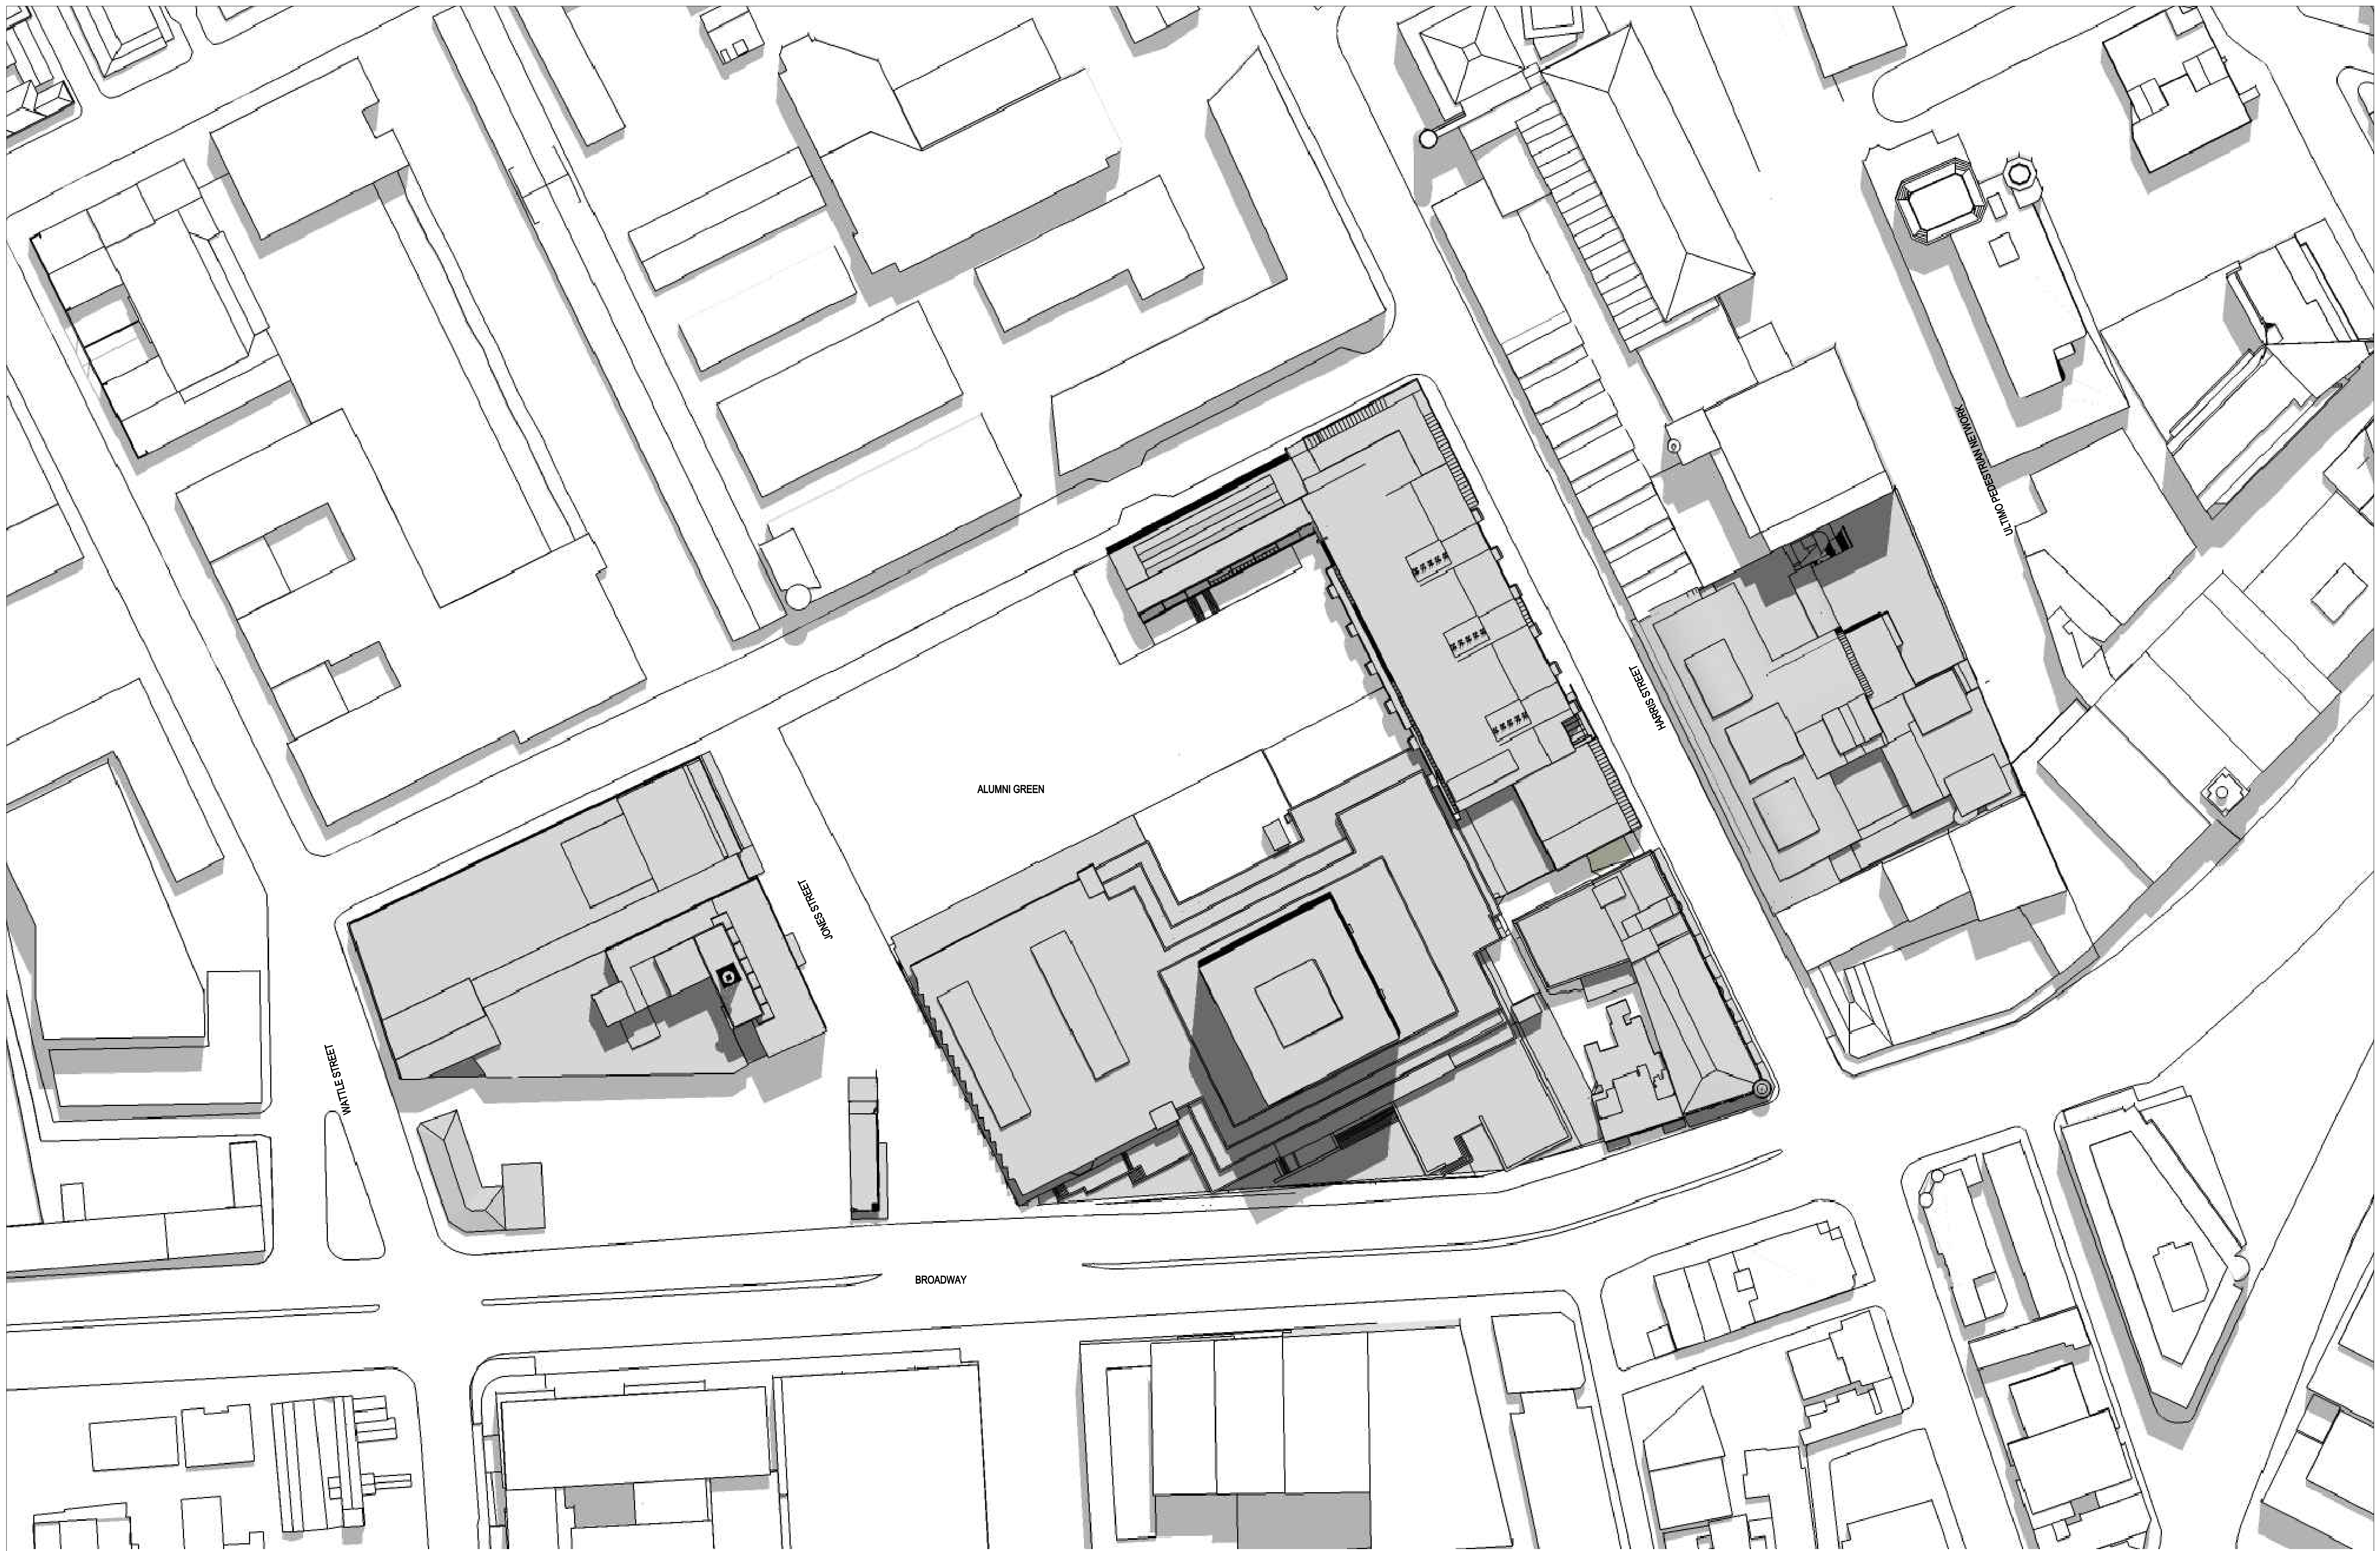 ULTIMO PEDESTRIAN NETWORK
HARRIS STREET
ALUMNI GREEN
JONES STREET
WATTLE STREET
BROADWAY